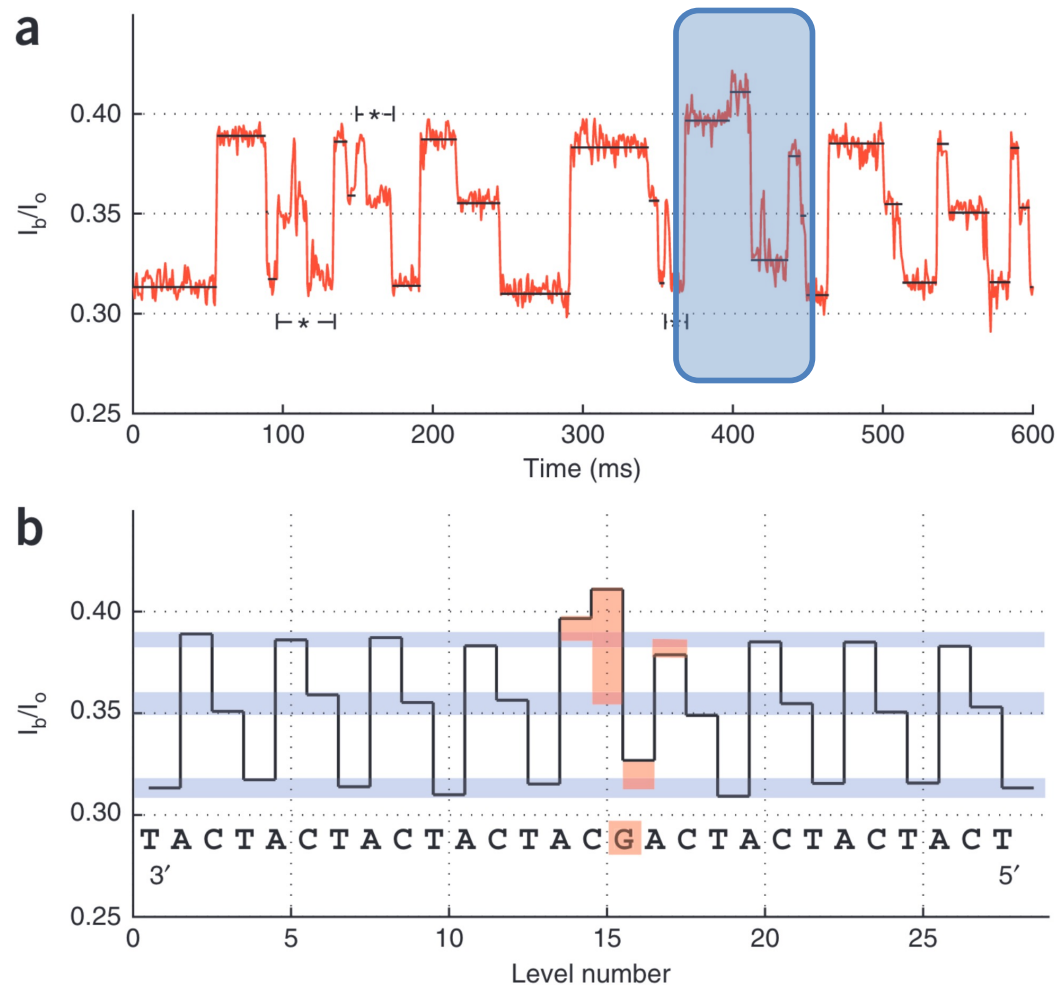 a
0.40
0.35
0.30
0.25
I_b/I_o
*
*
*
0 100 200 300 400 500 600
Time (ms)
b
0.40
0.35
0.30
0.25
I_b/I_o
T A C T A C T A C T A C T A C G A C T A C T A C T A C T
3′ 5′
0 5 10 15 20 25
Level number